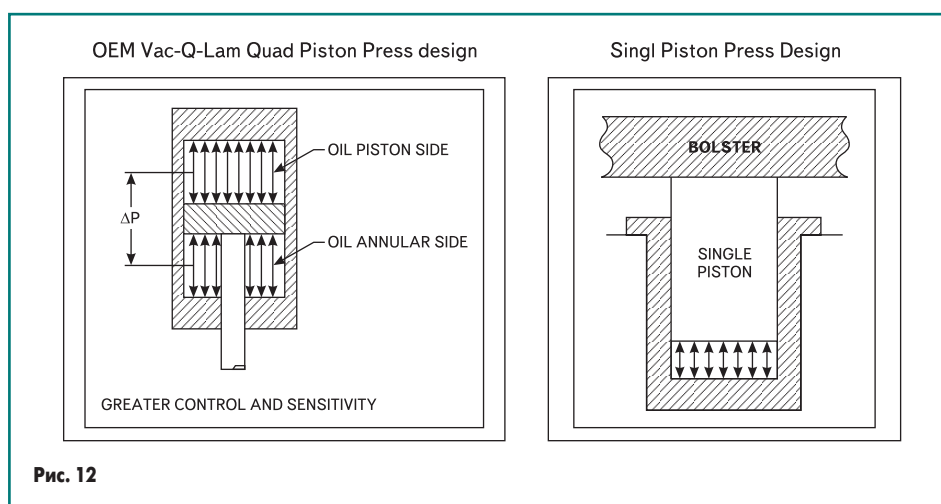 OEM Vac-Q-Lam Quad Piston Press design
OIL PISTON SIDE
ΔP
OIL ANNULAR SIDE
GREATER CONTROL AND SENSITIVITY
Singl Piston Press Design
BOLSTER
SINGLE
PISTON
Рис. 12